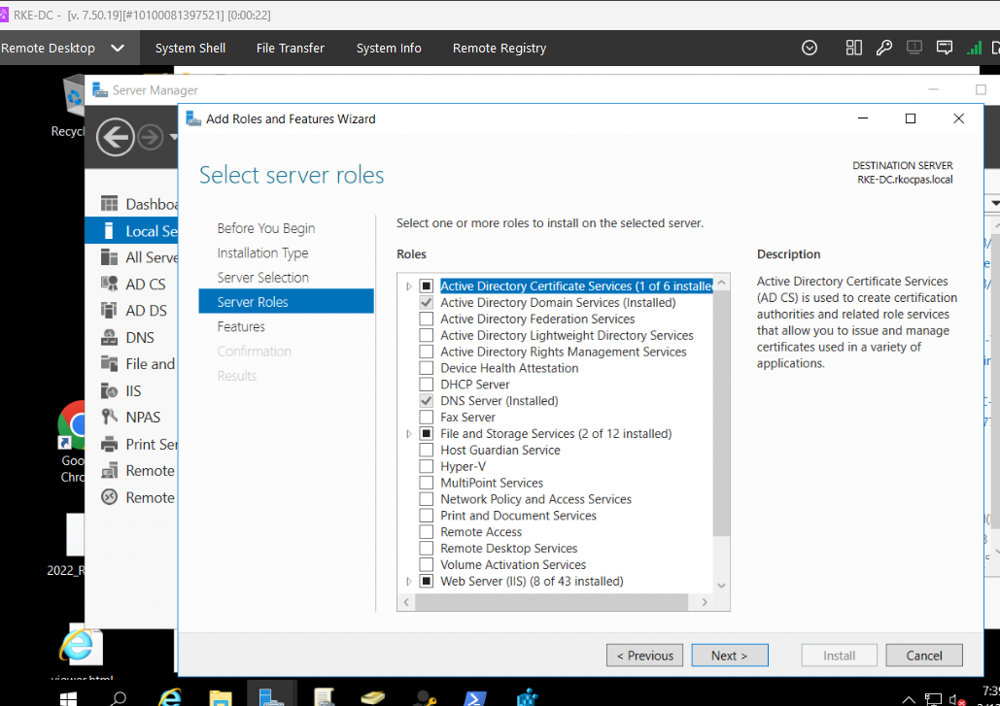 RKE-DC - [v. 7.50.19][#10100081397521] [0:00:22]
Remote Desktop System Shell File Transfer System Info Remote Registry
Server Manager
Recycl
Add Roles and Features Wizard
Select server roles
DESTINATION SERVER
RKE-DC.rkocpas.local
Dashboa
Local Se
All Serve
AD CS
AD DS
DNS
File and
IIS
NPAS
Print Ser
Remote
Remote
Goo
Chro
2022_R
viewer.html
Before You Begin
Installation Type
Server Selection
Server Roles
Features
Confirmation
Results
Select one or more roles to install on the selected server.
Roles
Active Directory Certificate Services (1 of 6 installe
Active Directory Domain Services (Installed)
Active Directory Federation Services
Active Directory Lightweight Directory Services
Active Directory Rights Management Services
Device Health Attestation
DHCP Server
DNS Server (Installed)
Fax Server
File and Storage Services (2 of 12 installed)
Host Guardian Service
Hyper-V
MultiPoint Services
Network Policy and Access Services
Print and Document Services
Remote Access
Remote Desktop Services
Volume Activation Services
Web Server (IIS) (8 of 43 installed)
Description
Active Directory Certificate Services
(AD CS) is used to create certification
authorities and related role services
that allow you to issue and manage
certificates used in a variety of
applications.
< Previous Next > Install Cancel